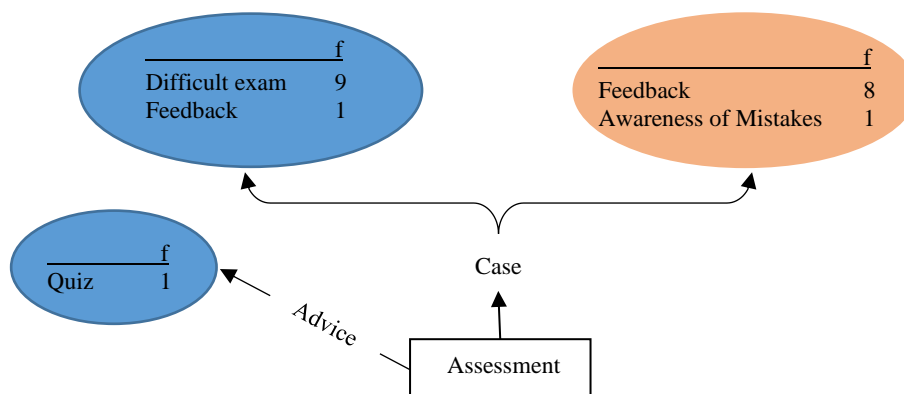 f
Difficult exam 9
Feedback 1
f
Feedback 8
Awareness of Mistakes 1
f
Quiz 1
Case
Advice
Assessment